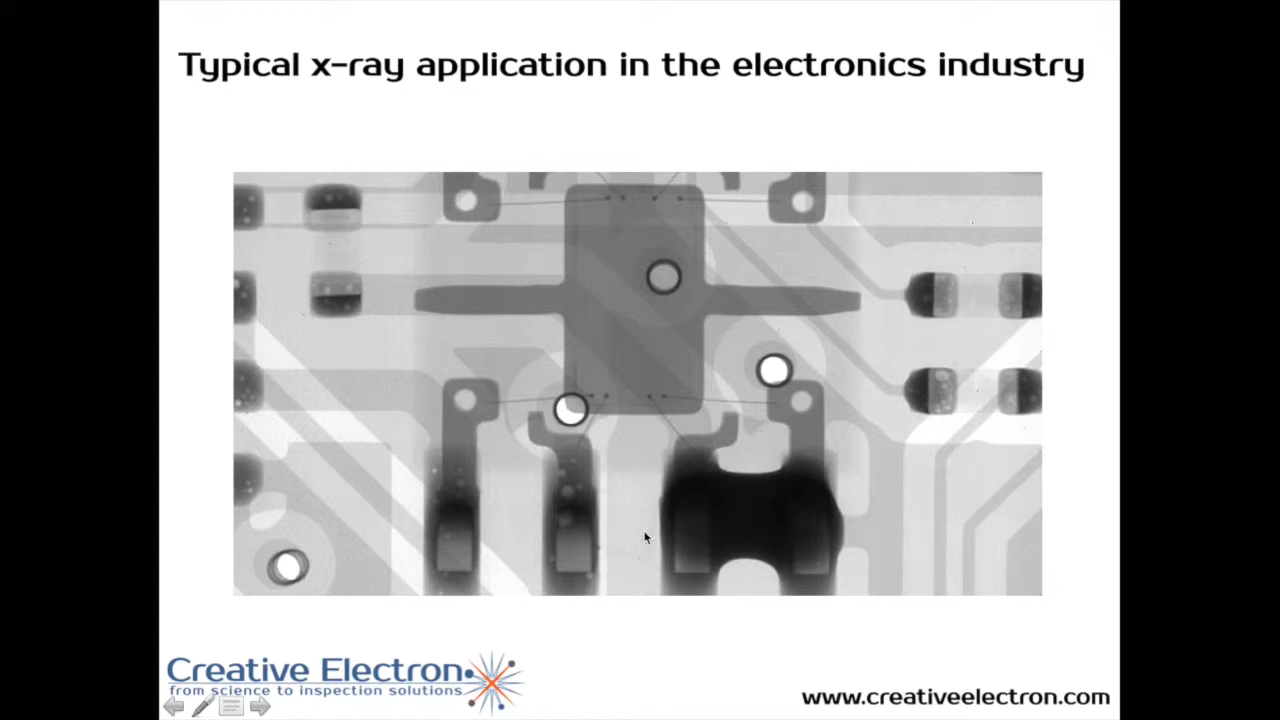 Typical x-ray application in the electronics industry
Creative Electron
from science to inspection solutions
www.creativeelectron.com